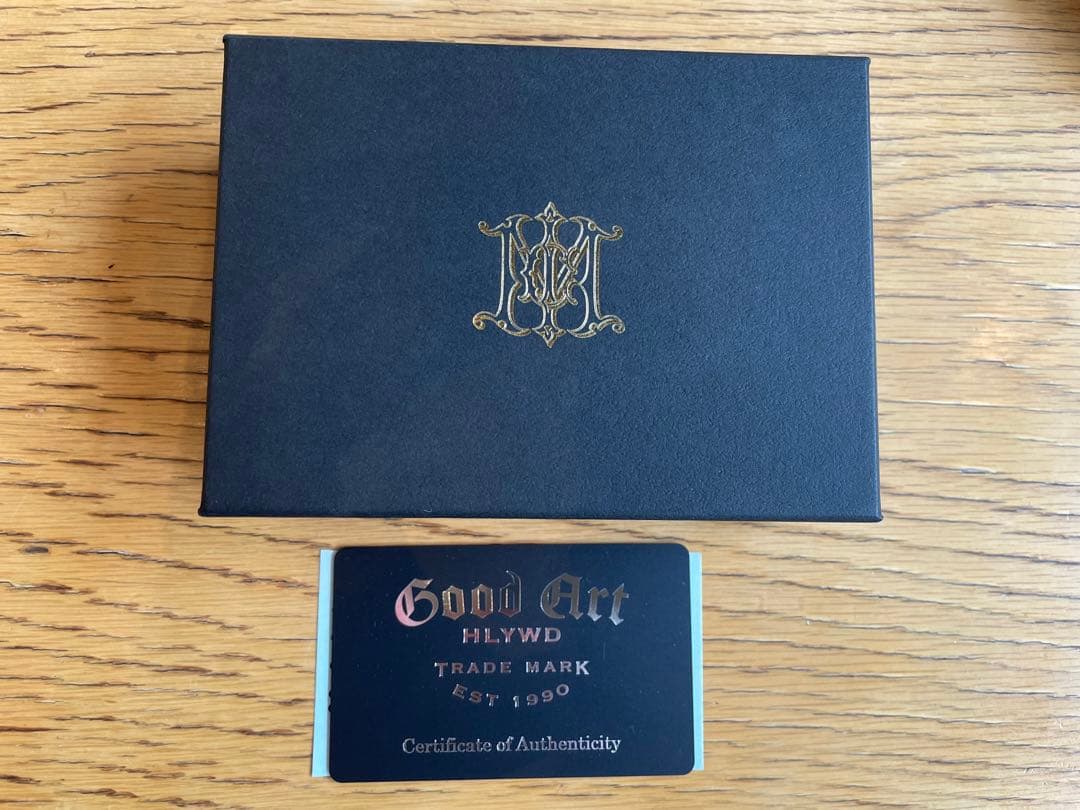 Good Art
HLYWD
TRADE MARK
EST 1990
Certificate of Authenticity